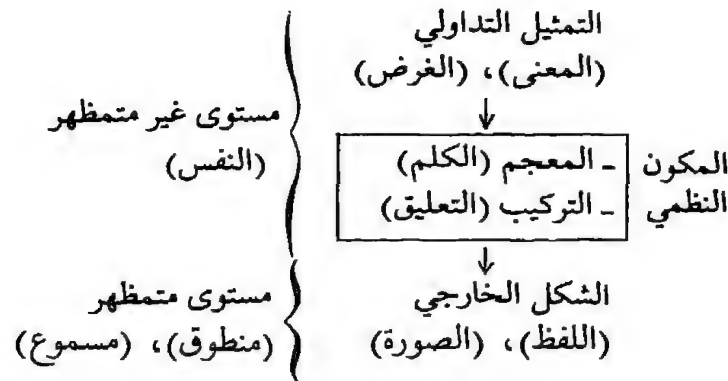 التمثيل التداولي
(المعنى)، (الغرض)
مستوى غير متمظهر
(النفس)
المكون
النظمي
ـ المعجم (الكلم)
ـ التركيب (التعليق)
الشكل الخارجي
(اللفظ)، (الصورة)
مستوى متمظهر
(منطوق)، (مسموع)